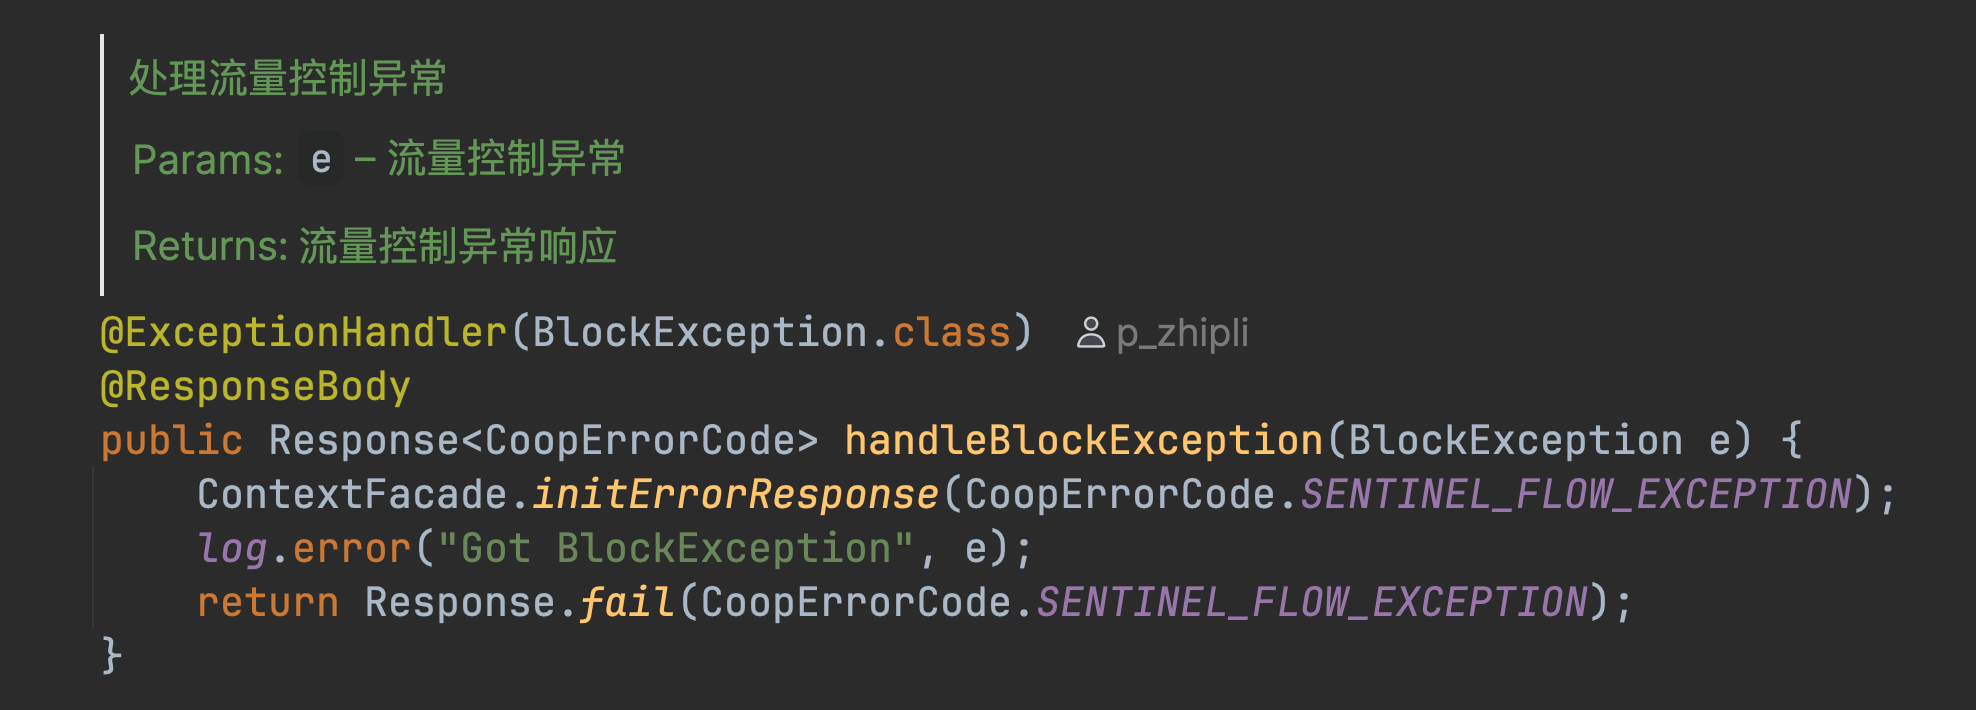 处理流量控制异常
Params: e – 流量控制异常
Returns: 流量控制异常响应
@ExceptionHandler(BlockException.class) p_zhipli
@ResponseBody
public Response<CoopErrorCode> handleBlockException(BlockException e) {
    ContextFacade.initErrorResponse(CoopErrorCode.SENTINEL_FLOW_EXCEPTION);
    log.error("Got BlockException", e);
    return Response.fail(CoopErrorCode.SENTINEL_FLOW_EXCEPTION);
}